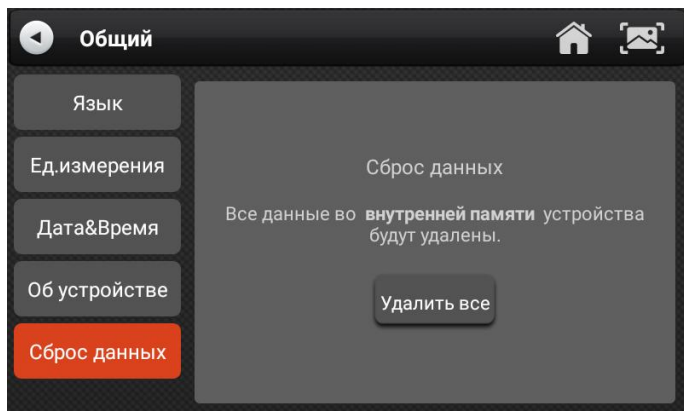 Общий
Язык
Ед.измерения
Дата&Время
Об устройстве
Сброс данных
Сброс данных
Все данные во внутренней памяти устройства
будут удалены.
Удалить все